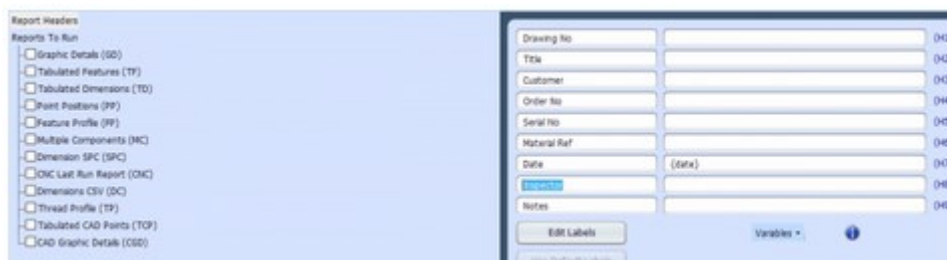 Report Headers
Reports To Run
Graphic Details (GD)
Tabulated Features (TF)
Tabulated Dimensions (TD)
Point Positions (PP)
Feature Profile (FP)
Multiple Components (MC)
Dimension SPC (SPC)
CNC Last Run Report (CNC)
Dimensions CSV (DC)
Thread Profile (TP)
Tabulated CAD Points (TCP)
CAD Graphic Details (CGD)
Drawing No
Title
Customer
Order No
Serial No
Material Ref
Date {date}
Inspector
Notes
Edit Labels Variables